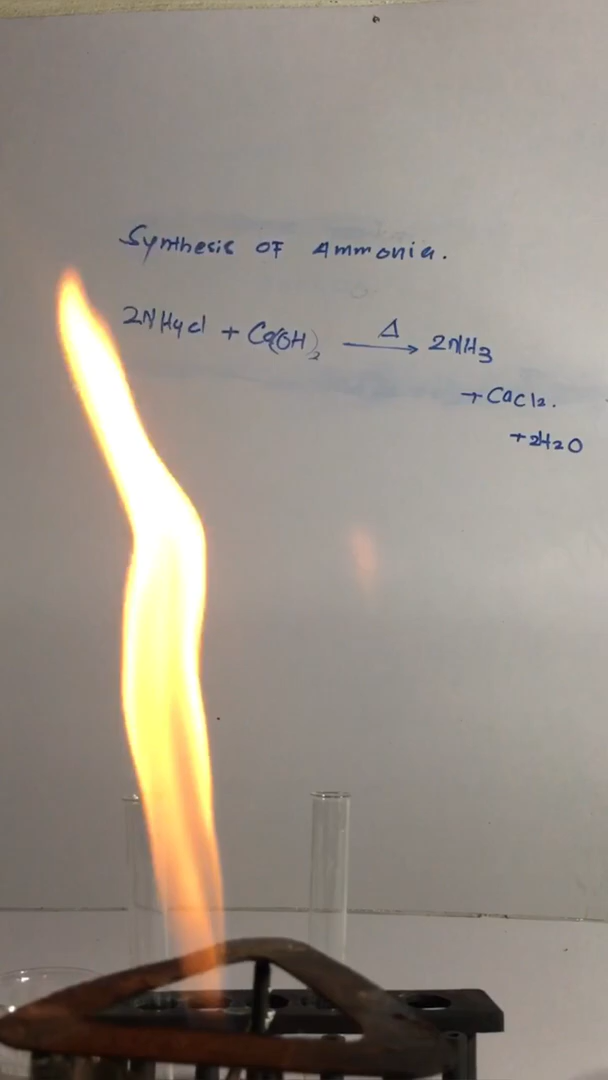 Synthesis of Ammonia.
2NH4Cl + Ca(OH)2 —Δ→ 2NH3
+ CaCl2.
+ 2H2O